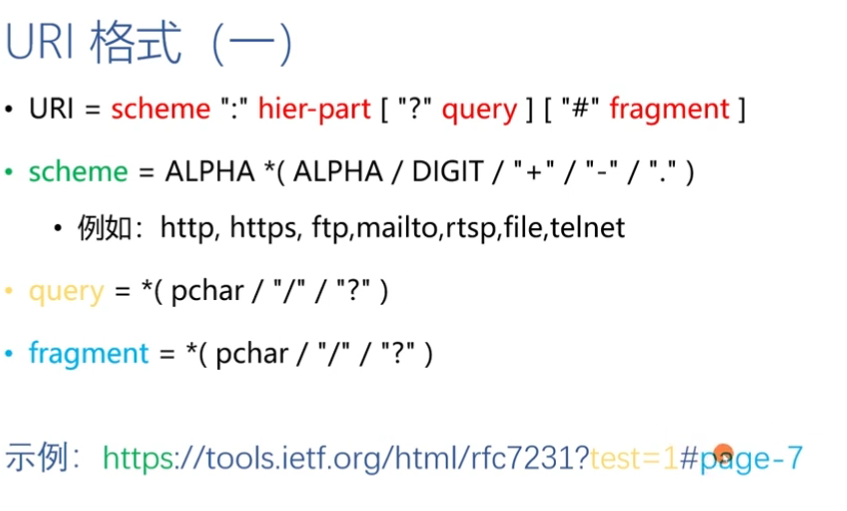 URI 格式（一）
• URI = scheme ":" hier-part [ "?" query ] [ "#" fragment ]
• scheme = ALPHA *( ALPHA / DIGIT / "+" / "-" / "." )
• 例如：http, https, ftp,mailto,rtsp,file,telnet
• query = *( pchar / "/" / "?" )
• fragment = *( pchar / "/" / "?" )
示例：https://tools.ietf.org/html/rfc7231?test=1#page-7